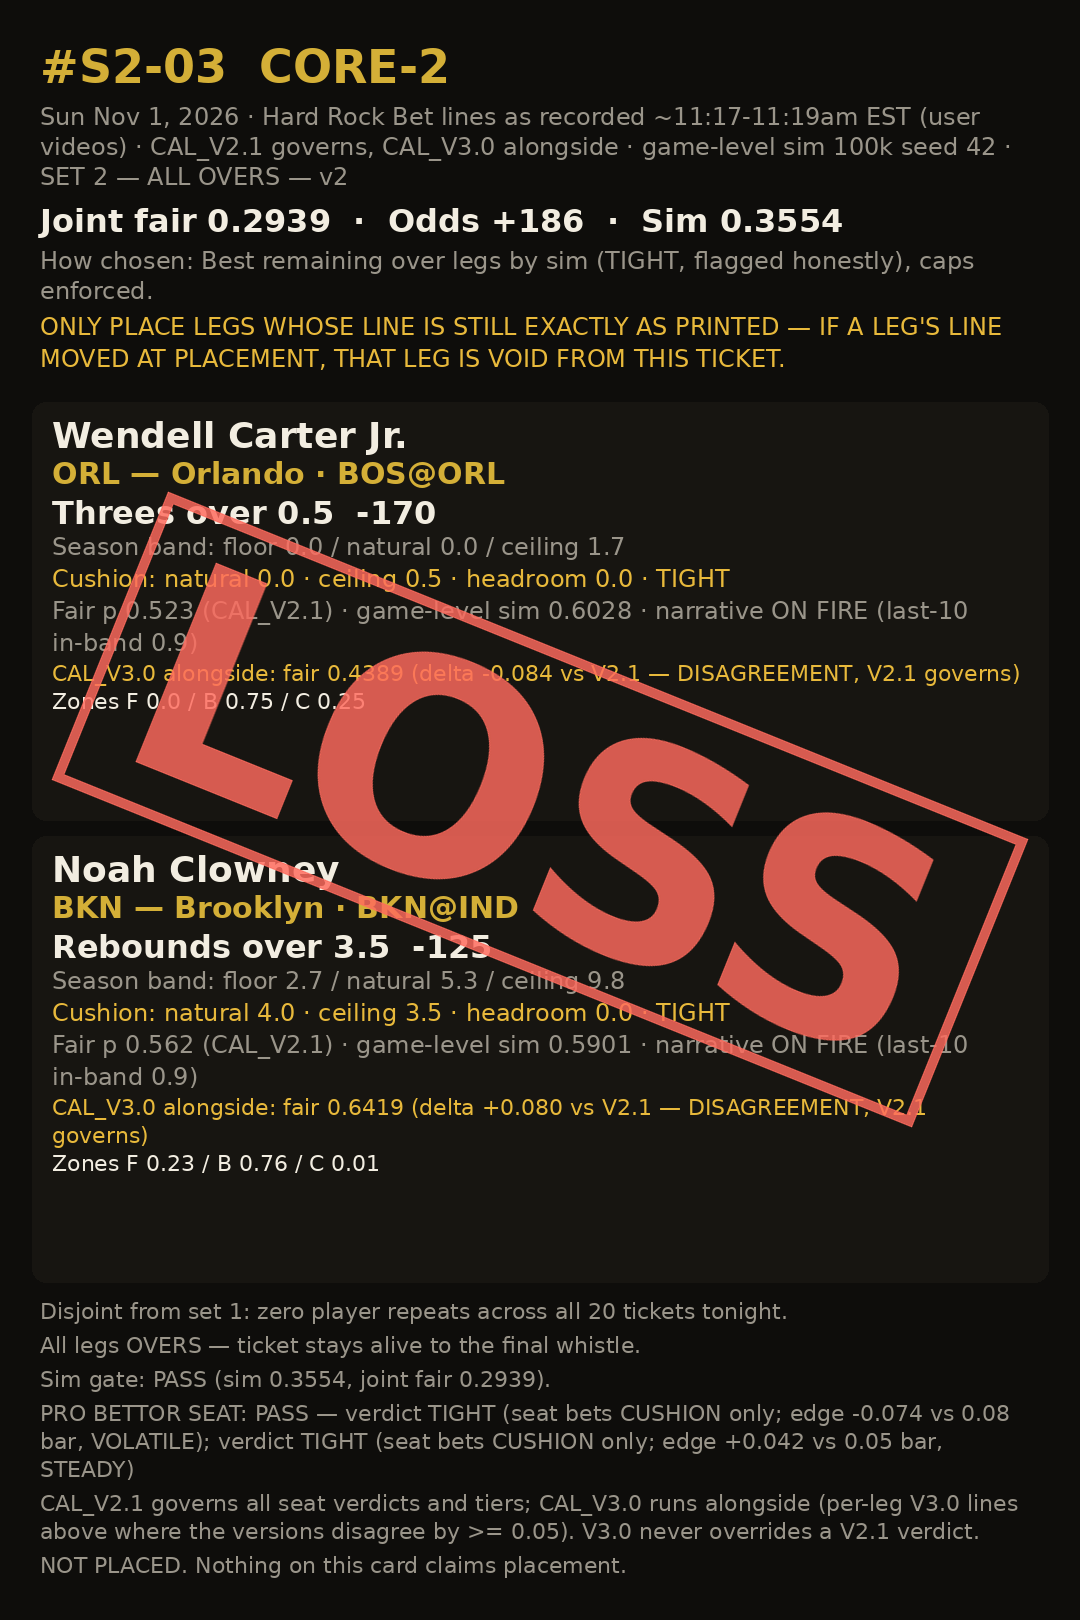 #S2-03 CORE-2
Sun Nov 1, 2026 · Hard Rock Bet lines as recorded ~11:17-11:19am EST (user
videos) · CAL_V2.1 governs, CAL_V3.0 alongside · game-level sim 100k seed 42 ·
SET 2 — ALL OVERS — v2
Joint fair 0.2939 · Odds +186 · Sim 0.3554
How chosen: Best remaining over legs by sim (TIGHT, flagged honestly), caps
enforced.
ONLY PLACE LEGS WHOSE LINE IS STILL EXACTLY AS PRINTED — IF A LEG'S LINE
MOVED AT PLACEMENT, THAT LEG IS VOID FROM THIS TICKET.
Wendell Carter Jr.
ORL — Orlando · BOS@ORL
Threes over 0.5 -170
Season band: floor 0.0 / natural 0.0 / ceiling 1.7
Cushion: natural 0.0 · ceiling 0.5 · headroom 0.0 · TIGHT
Fair p 0.523 (CAL_V2.1) · game-level sim 0.6028 · narrative ON FIRE (last-10
in-band 0.9)
CAL_V3.0 alongside: fair 0.4389 (delta -0.084 vs V2.1 — DISAGREEMENT, V2.1 governs)
Zones F 0.0 / B 0.75 / C 0.25
LOSS
Noah Clowney
BKN — Brooklyn · BKN@IND
Rebounds over 3.5 -125
Season band: floor 2.7 / natural 5.3 / ceiling 9.8
Cushion: natural 4.0 · ceiling 3.5 · headroom 0.0 · TIGHT
Fair p 0.562 (CAL_V2.1) · game-level sim 0.5901 · narrative ON FIRE (last-10
in-band 0.9)
CAL_V3.0 alongside: fair 0.6419 (delta +0.080 vs V2.1 — DISAGREEMENT, V2.1
governs)
Zones F 0.23 / B 0.76 / C 0.01
Disjoint from set 1: zero player repeats across all 20 tickets tonight.
All legs OVERS — ticket stays alive to the final whistle.
Sim gate: PASS (sim 0.3554, joint fair 0.2939).
PRO BETTOR SEAT: PASS — verdict TIGHT (seat bets CUSHION only; edge -0.074 vs 0.08
bar, VOLATILE); verdict TIGHT (seat bets CUSHION only; edge +0.042 vs 0.05 bar,
STEADY)
CAL_V2.1 governs all seat verdicts and tiers; CAL_V3.0 runs alongside (per-leg V3.0 lines
above where the versions disagree by >= 0.05). V3.0 never overrides a V2.1 verdict.
NOT PLACED. Nothing on this card claims placement.